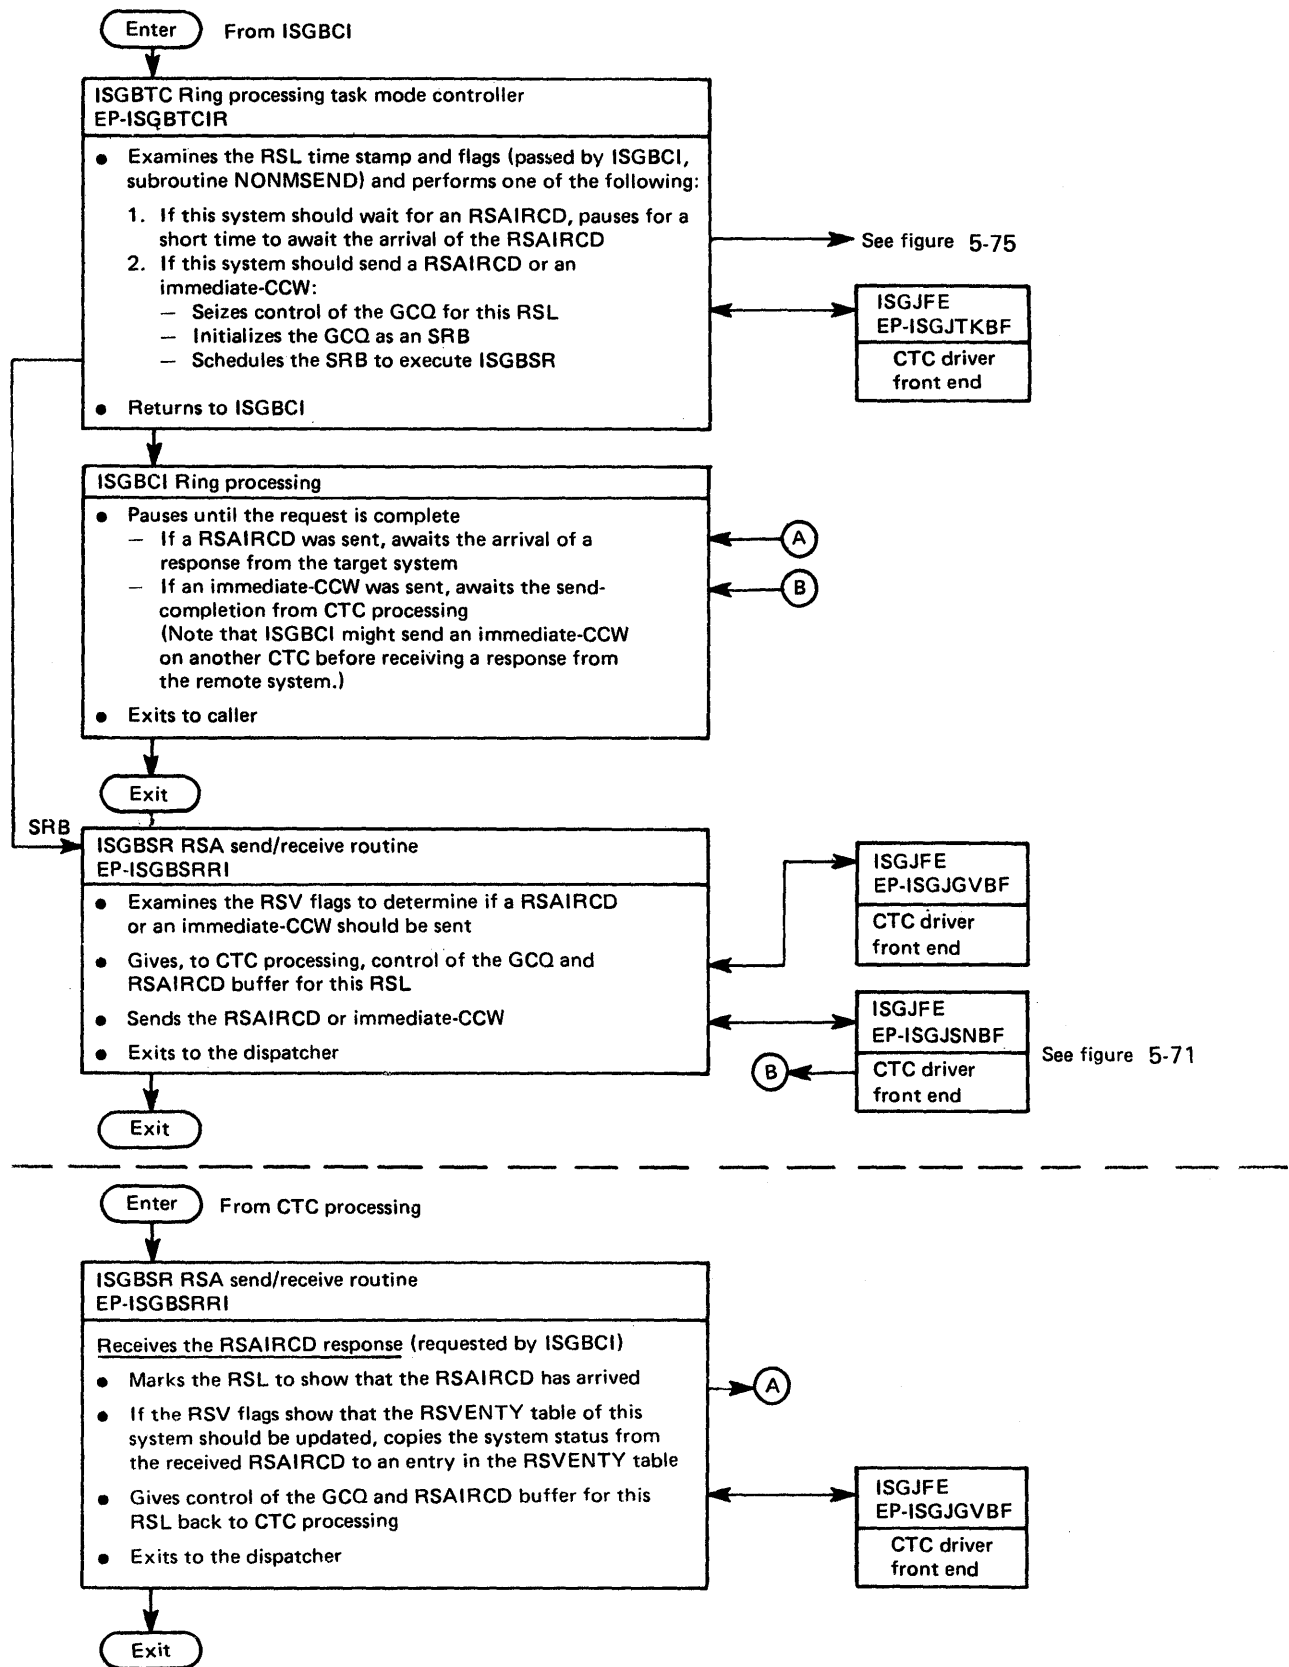 Enter From ISGBCI
ISGBTC Ring processing task mode controller
EP-ISGBTCIR
● Examines the RSL time stamp and flags (passed by ISGBCI,
subroutine NONMSEND) and performs one of the following:
1. If this system should wait for an RSAIRCD, pauses for a
short time to await the arrival of the RSAIRCD
See figure 5-75
2. If this system should send a RSAIRCD or an
immediate-CCW:
— Seizes control of the GCQ for this RSL
— Initializes the GCQ as an SRB
— Schedules the SRB to execute ISGBSR
● Returns to ISGBCI
ISGJFE
EP-ISGJTKBF
CTC driver
front end
ISGBCI Ring processing
● Pauses until the request is complete
— If a RSAIRCD was sent, awaits the arrival of a
response from the target system
— If an immediate-CCW was sent, awaits the send-
completion from CTC processing
(Note that ISGBCI might send an immediate-CCW
on another CTC before receiving a response from
the remote system.)
● Exits to caller
A
B
Exit
SRB
ISGBSR RSA send/receive routine
EP-ISGBSRRI
● Examines the RSV flags to determine if a RSAIRCD
or an immediate-CCW should be sent
● Gives, to CTC processing, control of the GCQ and
RSAIRCD buffer for this RSL
● Sends the RSAIRCD or immediate-CCW
● Exits to the dispatcher
ISGJFE
EP-ISGJGVBF
CTC driver
front end
ISGJFE
EP-ISGJSNBF
CTC driver
front end
See figure 5-71
B
Exit
Enter From CTC processing
ISGBSR RSA send/receive routine
EP-ISGBSRRI
Receives the RSAIRCD response (requested by ISGBCI)
● Marks the RSL to show that the RSAIRCD has arrived
● If the RSV flags show that the RSVENTY table of this
system should be updated, copies the system status from
the received RSAIRCD to an entry in the RSVENTY table
● Gives control of the GCQ and RSAIRCD buffer for this
RSL back to CTC processing
● Exits to the dispatcher
A
ISGJFE
EP-ISGJGVBF
CTC driver
front end
Exit